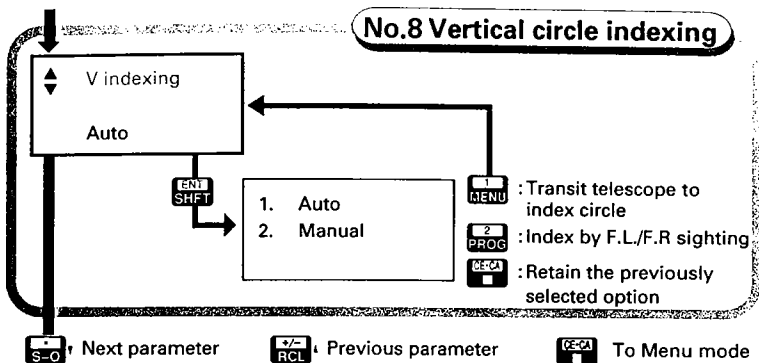 No.8 Vertical circle indexing
V indexing
Auto
ENT
SHFT
1. Auto
2. Manual
1
MENU
: Transit telescope to
index circle
2
PROG
: Index by F.L./F.R sighting
CE·CA
: Retain the previously
selected option
S–O
Next parameter
+/–
RCL
Previous parameter
CE·CA
To Menu mode